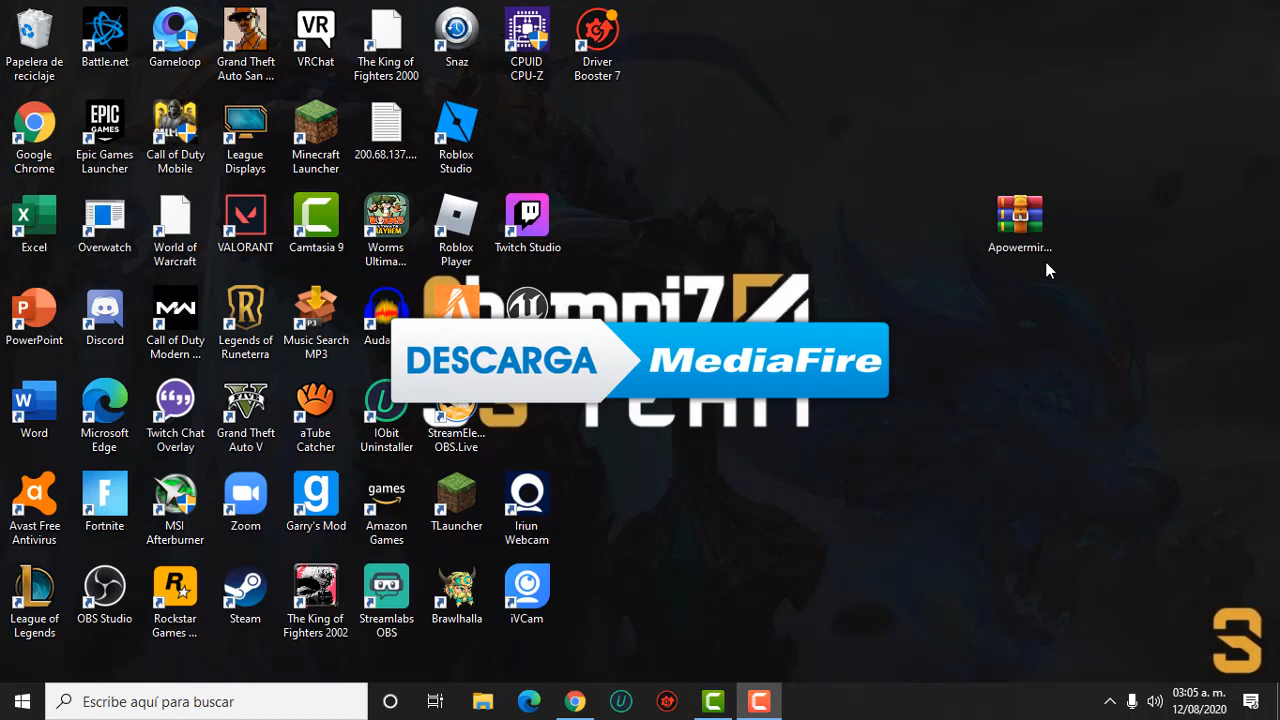 Papelera de
reciclaje
Battle.net
Gameloop
Grand Theft
Auto San ...
VR
VRChat
The King of
Fighters 2000
Snaz
CPUID
CPU-Z
Driver
Booster 7
Google
Chrome
EPIC
GAMES
Epic Games
Launcher
Call of Duty
Mobile
League
Displays
Minecraft
Launcher
200.68.137....
Roblox
Studio
Excel
Overwatch
World of
Warcraft
VALORANT
Camtasia 9
Worms
Ultima...
Roblox
Player
Twitch Studio
Apowermir...
PowerPoint
Discord
Call of Duty
Modern ...
Legends of
Runeterra
P3
Music Search
MP3
DESCARGA
MediaFire
Word
Microsoft
Edge
Twitch Chat
Overlay
Grand Theft
Auto V
aTube
Catcher
IObit
Uninstaller
StreamEle...
OBS.Live
Avast Free
Antivirus
Fortnite
MSI
Afterburner
Zoom
Garry's Mod
games
Amazon
Games
TLauncher
Iriun
Webcam
League of
Legends
OBS Studio
Rockstar
Games ...
Steam
The King of
Fighters 2002
Streamlabs
OBS
Brawlhalla
iVCam
Escribe aquí para buscar
03:05 a. m.
12/08/2020